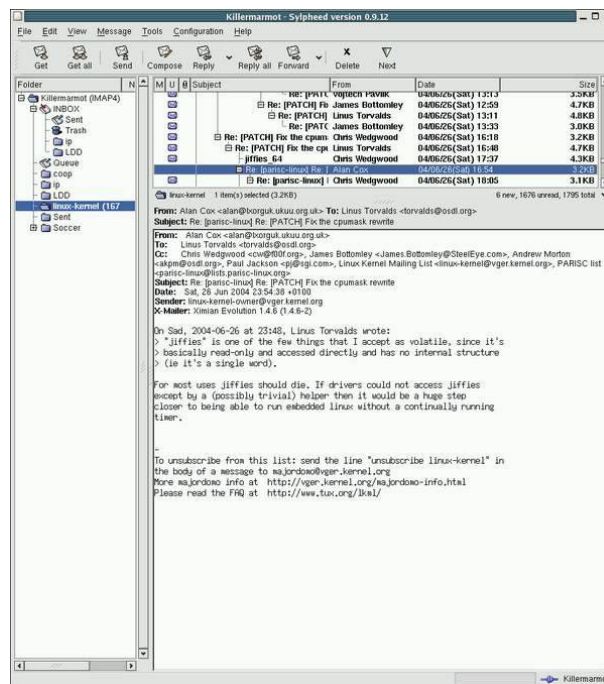 Killermarmot - Sylpheed version 0.9.12
File Edit View Message Tools Configuration Help
Get Get all Send Compose Reply Reply all Forward Delete Next
Folder N M U Subject From Date Size
Killermarmot (IMAP4)
INBOX
Sent
Trash
ip
LDD
Queue
coop
ip
LDD
linux-kernel (167
Sent
Soccer
Re: [PATC Vojtech Pavlik 04/06/26(Sat) 13:13 3.5KB
Re: [PATCH] Fi James Bottomley 04/06/26(Sat) 12:59 4.7KB
Re: [PATCH] Linus Torvalds 04/06/26(Sat) 13:11 4.8KB
Re: [PATC James Bottomley 04/06/26(Sat) 13:33 3.0KB
Re: [PATCH] Fix the cpum Chris Wedgwood 04/06/26(Sat) 16:18 3.2KB
Re: [PATCH] Fix the cpu Linus Torvalds 04/06/26(Sat) 16:48 4.7KB
jiffies_64 Chris Wedgwood 04/06/26(Sat) 17:37 4.3KB
Re: [parisc-linux] Re: [ Alan Cox 04/06/26(Sat) 16:54 3.2KB
Re: [parisc-linux] Chris Wedgwood 04/06/26(Sat) 18:05 3.1KB
linux-kernel 1 item(s) selected (3.2KB) 6 new, 1676 unread, 1795 total
From: Alan Cox <alan@lxorguk.ukuu.org.uk> To: Linus Torvalds <torvalds@osdl.org>
Subject: Re: [parisc-linux] Re: [PATCH] Fix the cpumask rewrite
From: Alan Cox <alan@lxorguk.ukuu.org.uk>
To: Linus Torvalds <torvalds@osdl.org>
Cc: Chris Wedgwood <cw@f00f.org>, James Bottomley <James.Bottomley@SteelEye.com>, Andrew Morton
<akpm@osdl.org>, Paul Jackson <pj@sgi.com>, Linux Kernel Mailing List <linux-kernel@vger.kernel.org>, PARISC list
<parisc-linux@lists.parisc-linux.org>
Subject: Re: [parisc-linux] Re: [PATCH] Fix the cpumask rewrite
Date: Sat, 26 Jun 2004 23:54:38 +0100
Sender: linux-kernel-owner@vger.kernel.org
X-Mailer: Ximian Evolution 1.4.6 (1.4.6-2)
On Sad, 2004-06-26 at 23:48, Linus Torvalds wrote:
> "jiffies" is one of the few things that I accept as volatile, since it's
> basically read-only and accessed directly and has no internal structure
> (ie it's a single word).
For most uses jiffies should die. If drivers could not access jiffies
except by a (possibly trivial) helper then it would be a huge step
closer to being able to run embedded linux without a continually running
timer.
-
To unsubscribe from this list: send the line "unsubscribe linux-kernel" in
the body of a message to majordomo@vger.kernel.org
More majordomo info at http://vger.kernel.org/majordomo-info.html
Please read the FAQ at http://www.tux.org/lkml/
Killermarmo